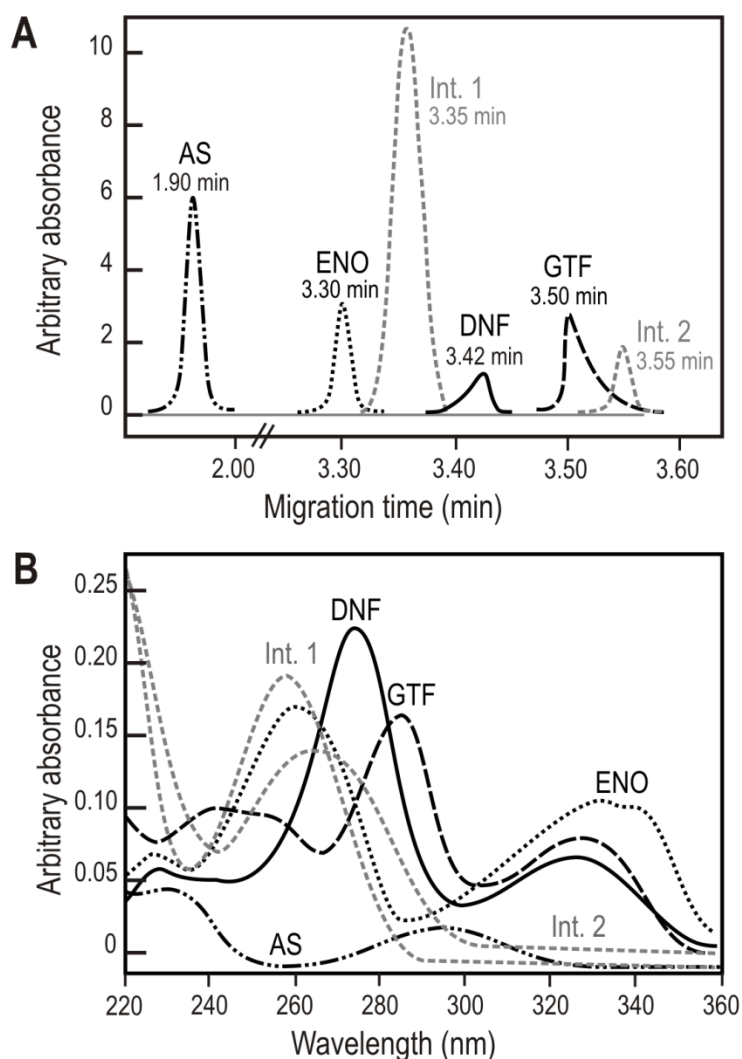 A
10
8
6
4
2
0
Arbitrary absorbance
AS
1.90 min
ENO
3.30 min
Int. 1
3.35 min
DNF
3.42 min
GTF
3.50 min
Int. 2
3.55 min
2.00
3.30
3.40
3.50
3.60
Migration time (min)
B
0.25
0.20
0.15
0.10
0.05
0
Arbitrary absorbance
DNF
Int. 1
GTF
ENO
AS
Int. 2
220
240
260
280
300
320
340
360
Wavelength (nm)